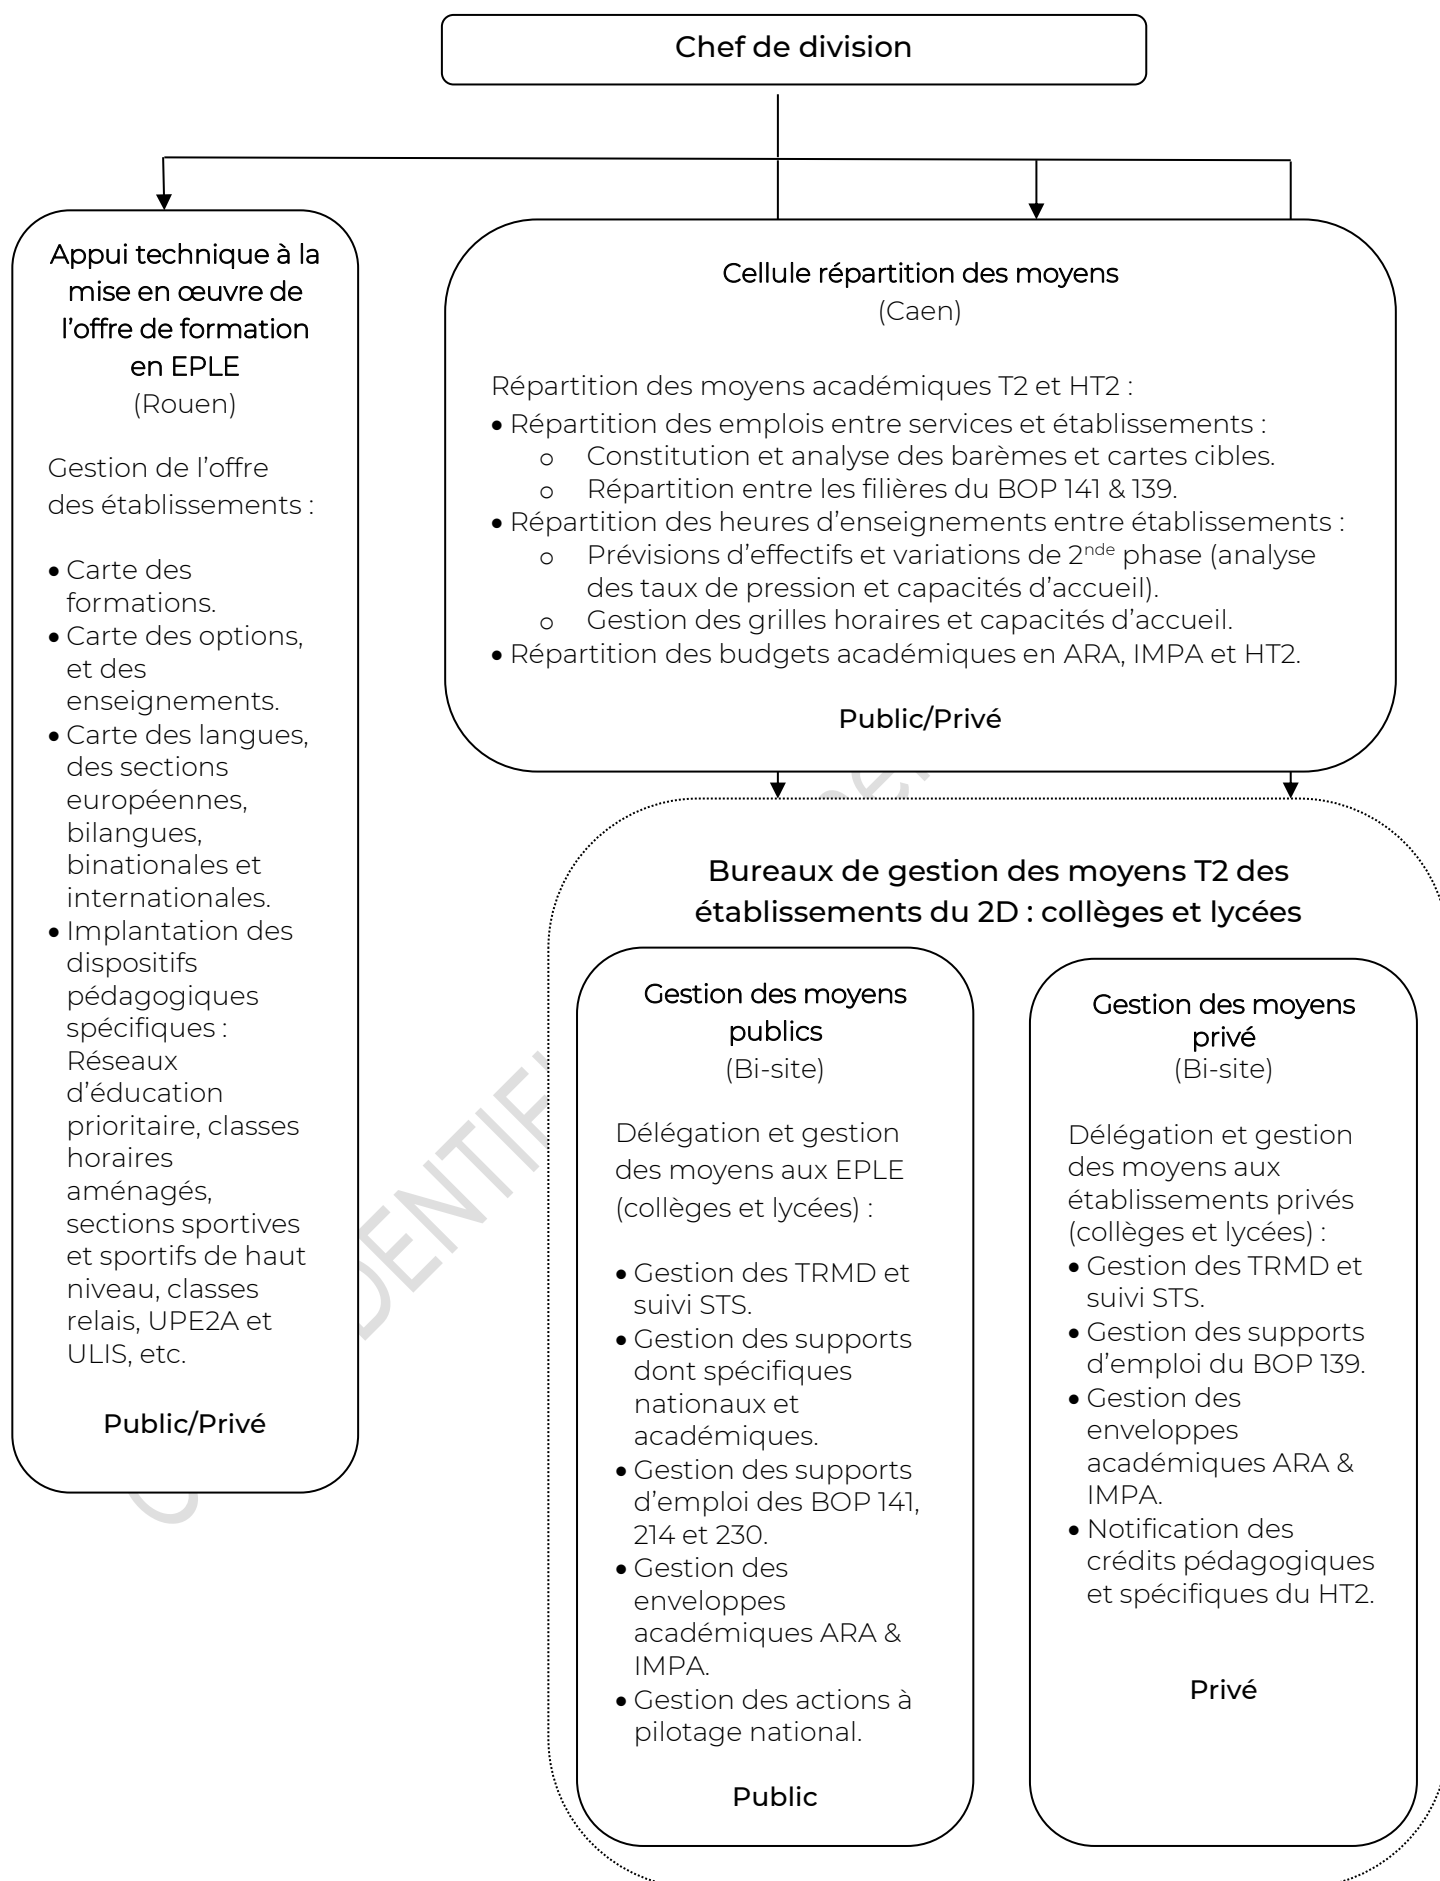 Chef de division
Appui technique à la
mise en œuvre de
l’offre de formation
en EPLE
(Rouen)
Gestion de l’offre
des établissements :
• Carte des
formations.
• Carte des options,
et des
enseignements.
• Carte des langues,
des sections
européennes,
bilangues,
binationales et
internationales.
• Implantation des
dispositifs
pédagogiques
spécifiques :
Réseaux
d’éducation
prioritaire, classes
horaires
aménagés,
sections sportives
et sportifs de haut
niveau, classes
relais, UPE2A et
ULIS, etc.
Public/Privé
Cellule répartition des moyens
(Caen)
Répartition des moyens académiques T2 et HT2 :
• Répartition des emplois entre services et établissements :
o Constitution et analyse des barèmes et cartes cibles.
o Répartition entre les filières du BOP 141 & 139.
• Répartition des heures d’enseignements entre établissements :
o Prévisions d’effectifs et variations de 2nde phase (analyse
des taux de pression et capacités d’accueil).
o Gestion des grilles horaires et capacités d’accueil.
• Répartition des budgets académiques en ARA, IMPA et HT2.
Public/Privé
Bureaux de gestion des moyens T2 des
établissements du 2D : collèges et lycées
Gestion des moyens
publics
(Bi-site)
Délégation et gestion
des moyens aux EPLE
(collèges et lycées) :
• Gestion des TRMD et
suivi STS.
• Gestion des supports
dont spécifiques
nationaux et
académiques.
• Gestion des supports
d’emploi des BOP 141,
214 et 230.
• Gestion des
enveloppes
académiques ARA &
IMPA.
• Gestion des actions à
pilotage national.
Public
Gestion des moyens
privé
(Bi-site)
Délégation et gestion
des moyens aux
établissements privés
(collèges et lycées) :
• Gestion des TRMD et
suivi STS.
• Gestion des supports
d’emploi du BOP 139.
• Gestion des
enveloppes
académiques ARA &
IMPA.
• Notification des
crédits pédagogiques
et spécifiques du HT2.
Privé